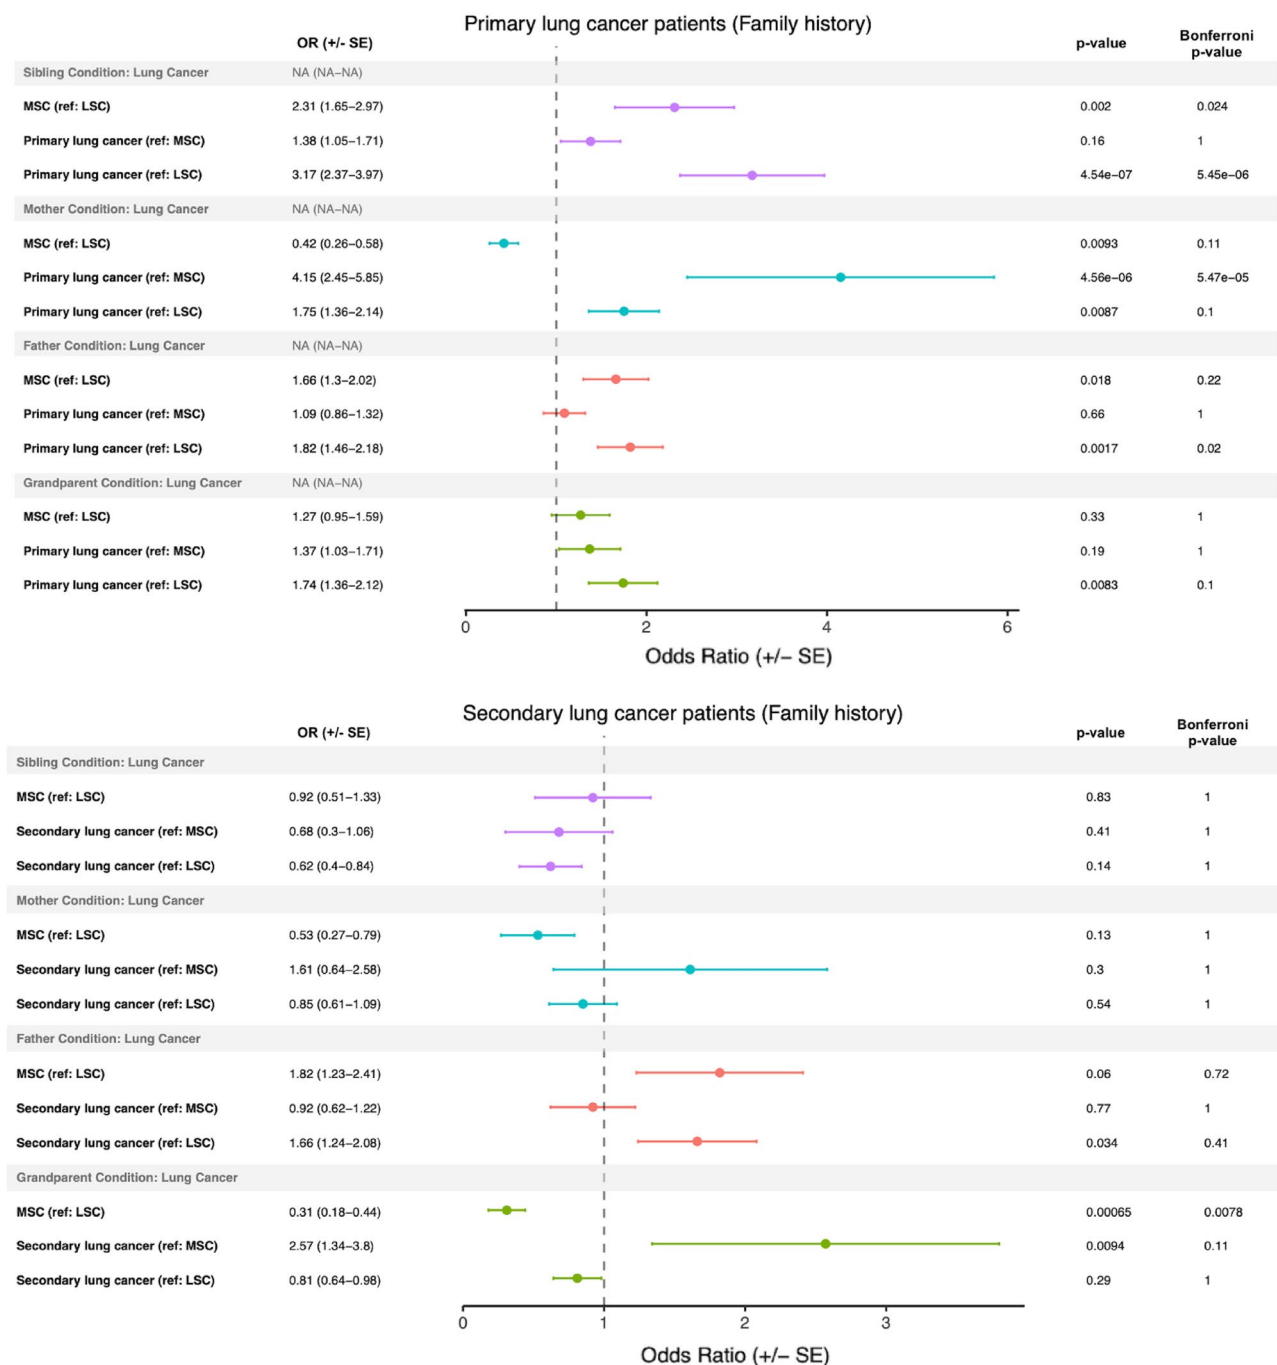 Primary lung cancer patients (Family history)
OR (+/- SE) p-value Bonferroni p-value
Sibling Condition: Lung Cancer NA (NA–NA)
MSC (ref: LSC) 2.31 (1.65–2.97) 0.002 0.024
Primary lung cancer (ref: MSC) 1.38 (1.05–1.71) 0.16 1
Primary lung cancer (ref: LSC) 3.17 (2.37–3.97) 4.54e−07 5.45e−06
Mother Condition: Lung Cancer NA (NA–NA)
MSC (ref: LSC) 0.42 (0.26–0.58) 0.0093 0.11
Primary lung cancer (ref: MSC) 4.15 (2.45–5.85) 4.56e−06 5.47e−05
Primary lung cancer (ref: LSC) 1.75 (1.36–2.14) 0.0087 0.1
Father Condition: Lung Cancer NA (NA–NA)
MSC (ref: LSC) 1.66 (1.3–2.02) 0.018 0.22
Primary lung cancer (ref: MSC) 1.09 (0.86–1.32) 0.66 1
Primary lung cancer (ref: LSC) 1.82 (1.46–2.18) 0.0017 0.02
Grandparent Condition: Lung Cancer NA (NA–NA)
MSC (ref: LSC) 1.27 (0.95–1.59) 0.33 1
Primary lung cancer (ref: MSC) 1.37 (1.03–1.71) 0.19 1
Primary lung cancer (ref: LSC) 1.74 (1.36–2.12) 0.0083 0.1
0 2 4 6
Odds Ratio (+/− SE)
Secondary lung cancer patients (Family history)
OR (+/- SE) p-value Bonferroni p-value
Sibling Condition: Lung Cancer
MSC (ref: LSC) 0.92 (0.51–1.33) 0.83 1
Secondary lung cancer (ref: MSC) 0.68 (0.3–1.06) 0.41 1
Secondary lung cancer (ref: LSC) 0.62 (0.4–0.84) 0.14 1
Mother Condition: Lung Cancer
MSC (ref: LSC) 0.53 (0.27–0.79) 0.13 1
Secondary lung cancer (ref: MSC) 1.61 (0.64–2.58) 0.3 1
Secondary lung cancer (ref: LSC) 0.85 (0.61–1.09) 0.54 1
Father Condition: Lung Cancer
MSC (ref: LSC) 1.82 (1.23–2.41) 0.06 0.72
Secondary lung cancer (ref: MSC) 0.92 (0.62–1.22) 0.77 1
Secondary lung cancer (ref: LSC) 1.66 (1.24–2.08) 0.034 0.41
Grandparent Condition: Lung Cancer
MSC (ref: LSC) 0.31 (0.18–0.44) 0.00065 0.0078
Secondary lung cancer (ref: MSC) 2.57 (1.34–3.8) 0.0094 0.11
Secondary lung cancer (ref: LSC) 0.81 (0.64–0.98) 0.29 1
0 1 2 3
Odds Ratio (+/− SE)